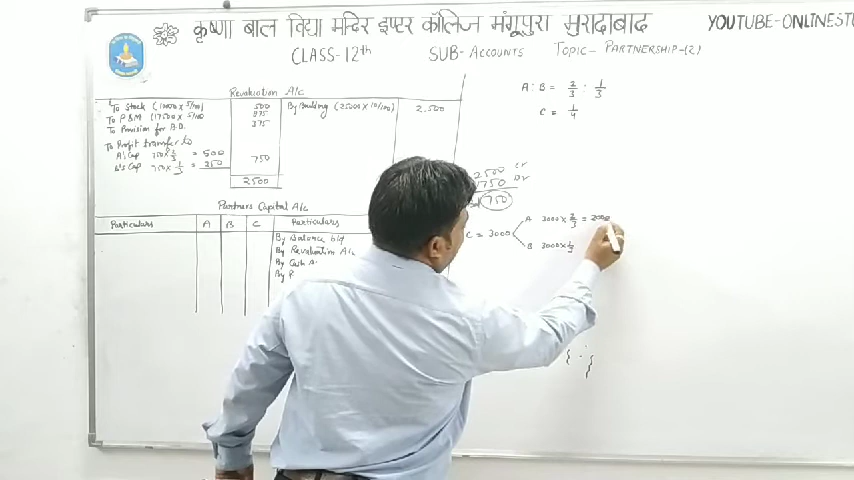 कृष्णा बाल विद्या मन्दिर इण्टर कॉलिज मंगूपुरा मुरादाबाद
YOUTUBE-ONLINESTU
CLASS-12th SUB-ACCOUNTS TOPIC-PARTNERSHIP-(2)
Revaluation A/c
To Stock 500 By Building (25000×10/100) 2,500
To P&M (17500×5/100 875
To Provision for B.D. 375
To Profit transfer to
A's Cap 750×2/3 = 500
B's Cap 750×1/3 = 250 750
2500
A:B = 2/3 : 1/3
C = 1/4
2500 Cr
1750 Dr
750
C = 3000
A 3000×2/3 = 2000
B 3000×1/3
Partners Capital A/c
Particulars A B C Particulars
By Balance b/d
By Revaluation A/c
By Cash A
By P